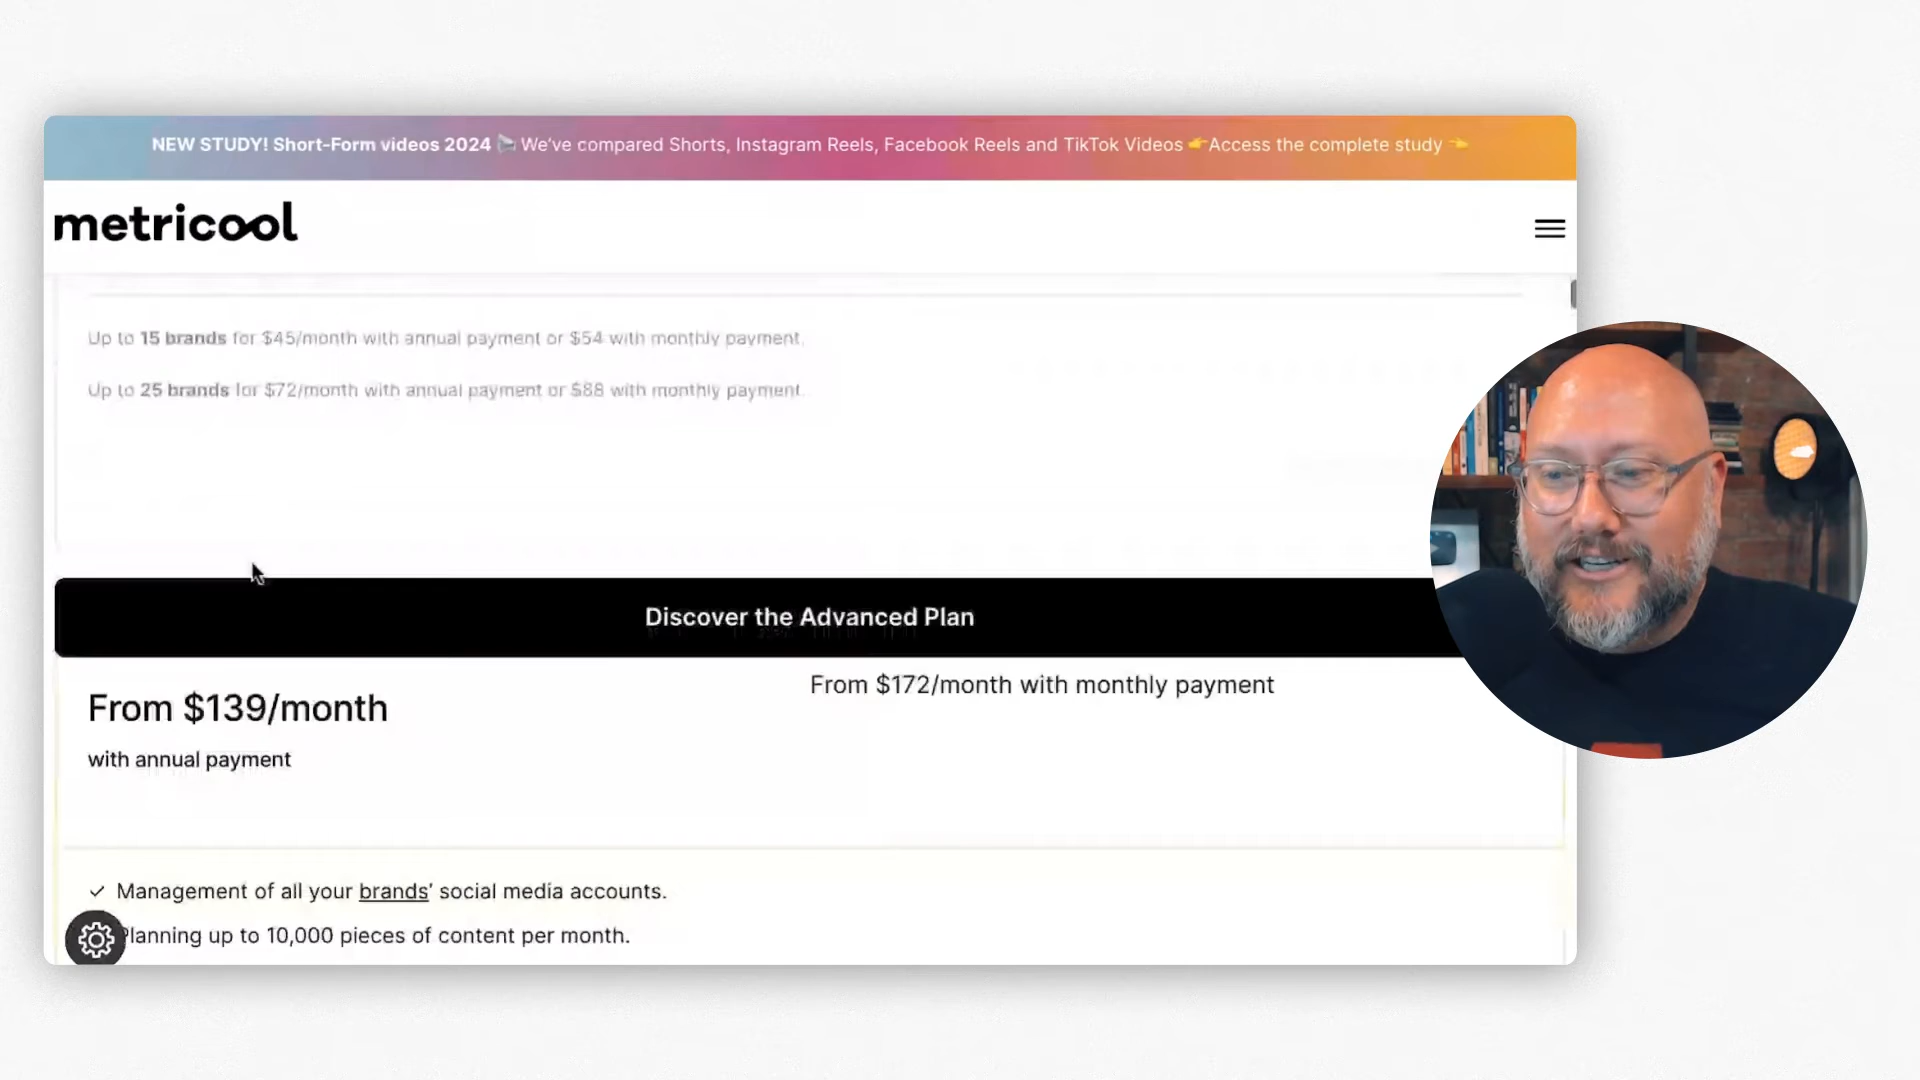 NEW STUDY! Short-Form videos 2024 We've compared Shorts, Instagram Reels, Facebook Reels and TikTok Videos 👉Access the complete study 👈
metricool
Up to 15 brands for $45/month with annual payment or $54 with monthly payment.
Up to 25 brands for $72/month with annual payment or $88 with monthly payment.
Discover the Advanced Plan
From $139/month
From $172/month with monthly payment
with annual payment
✓ Management of all your brands' social media accounts.
Planning up to 10,000 pieces of content per month.